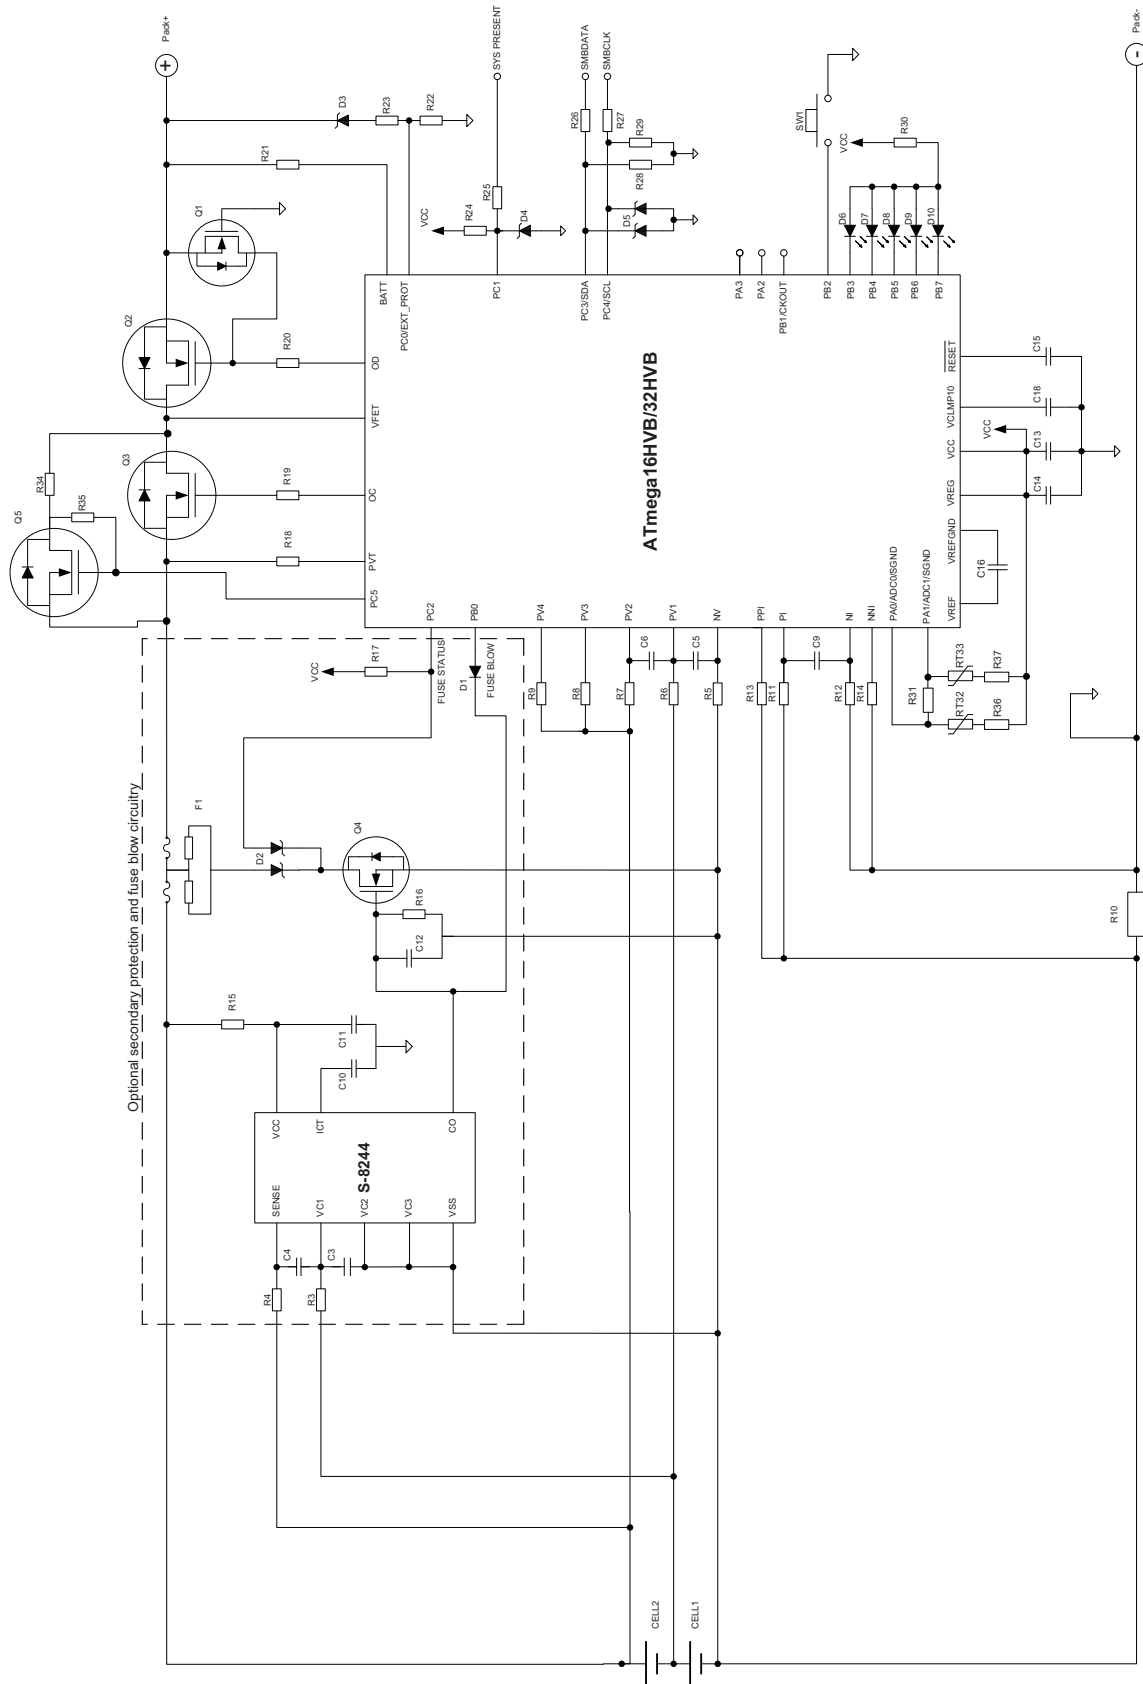 Optional secondary protection and fuse blow circuitry
Pack+
Q1
Q2
Q3
Q5
R34
R35
R21
D3
R23
R22
SYS PRESENT
VCC
R24
R25
D4
SMBDATA
SMBCLK
R26
R27
R29
R28
D5
SW1
VCC
R30
D6
D7
D8
D9
D10
R20
R19
R18
ATmega16HVB/32HVB
BATT
PC0/EXT_PROT
PC1
PC3/SDA
PC4/SCL
PA3
PA2
PB1/CKOUT
PB2
PB3
PB4
PB5
PB6
PB7
OD
VFET
OC
PVT
PC5
PC2
PB0
PV4
PV3
PV2
PV1
NV
PPI
PI
NI
NNI
PA0/ADC0/SGND
PA1/ADC1/SGND
VREF
VREFGND
VREG
VCC
VCLMP10
RESET
C15
C18
VCC
C13
C14
C16
VCC
R17
FUSE STATUS
D1
FUSE BLOW
R9
R8
R7
R6
R5
C6
C5
R13
R11
C9
R12
R14
R31
RT33
R37
RT32
R36
F1
D2
Q4
R16
C12
R15
C11
C10
S-8244
VCC
ICT
CO
SENSE
VC1
VC2
VC3
VSS
C4
C3
R4
R3
R10
CELL2
CELL1
Pack-